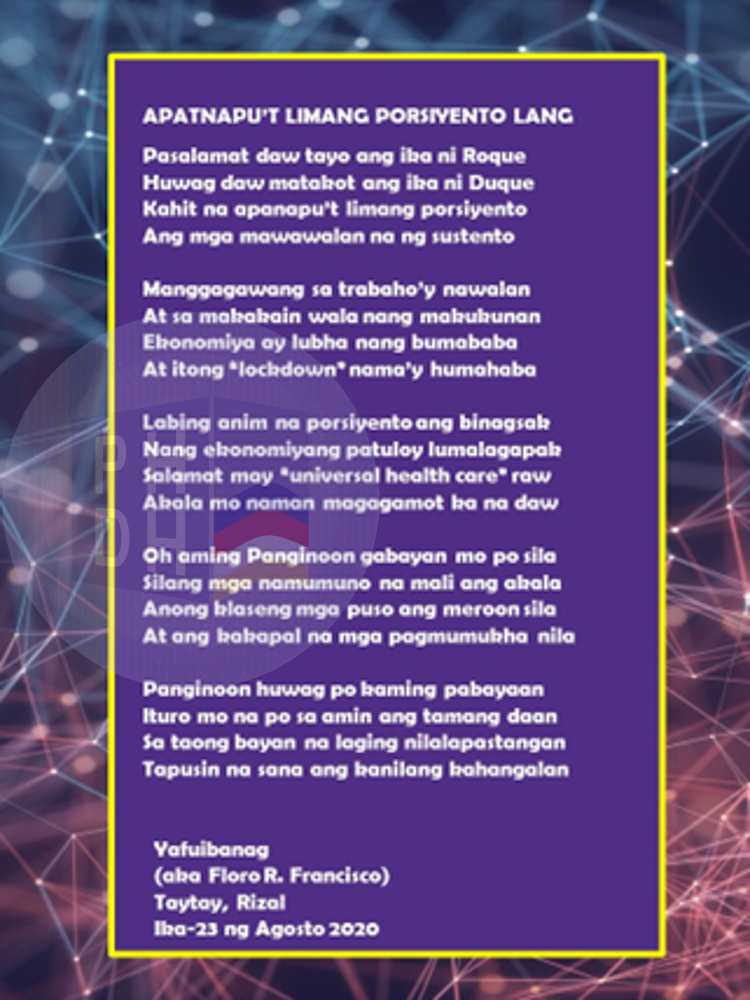 APATNAPU'T LIMANG PORSIYENTO LANG
Pasalamat daw tayo ang ika ni Roque
Huwag daw matakot ang ika ni Duque
Kahit na apanapu't limang porsiyento
Ang mga mawawalan na ng sustento
Manggagawang sa trabaho'y nawalan
At sa makakain wala nang makukunan
Ekonomiya ay lubha nang bumababa
At itong "lockdown" nama'y humahaba
Labing anim na porsiyento ang binagsak
Nang ekonomiyang patuloy lumalagapak
Salamat may "universal health care" raw
Akala mo naman magagamot ka na daw
Oh aming Panginoon gabayan mo po sila
Silang mga namumuno na mali ang akala
Anong klaseng mga puso ang meroon sila
At ang kakapal na mga pagmumukha nila
Panginoon huwag po kaming pabayaan
Ituro mo na po sa amin ang tamang daan
Sa taong bayan na laging nilalapastangan
Tapusin na sana ang kanilang kahangalan
Yafuibanag
(aka Floro R. Francisco)
Taytay, Rizal
Ika-23 ng Agosto 2020
PH
DH